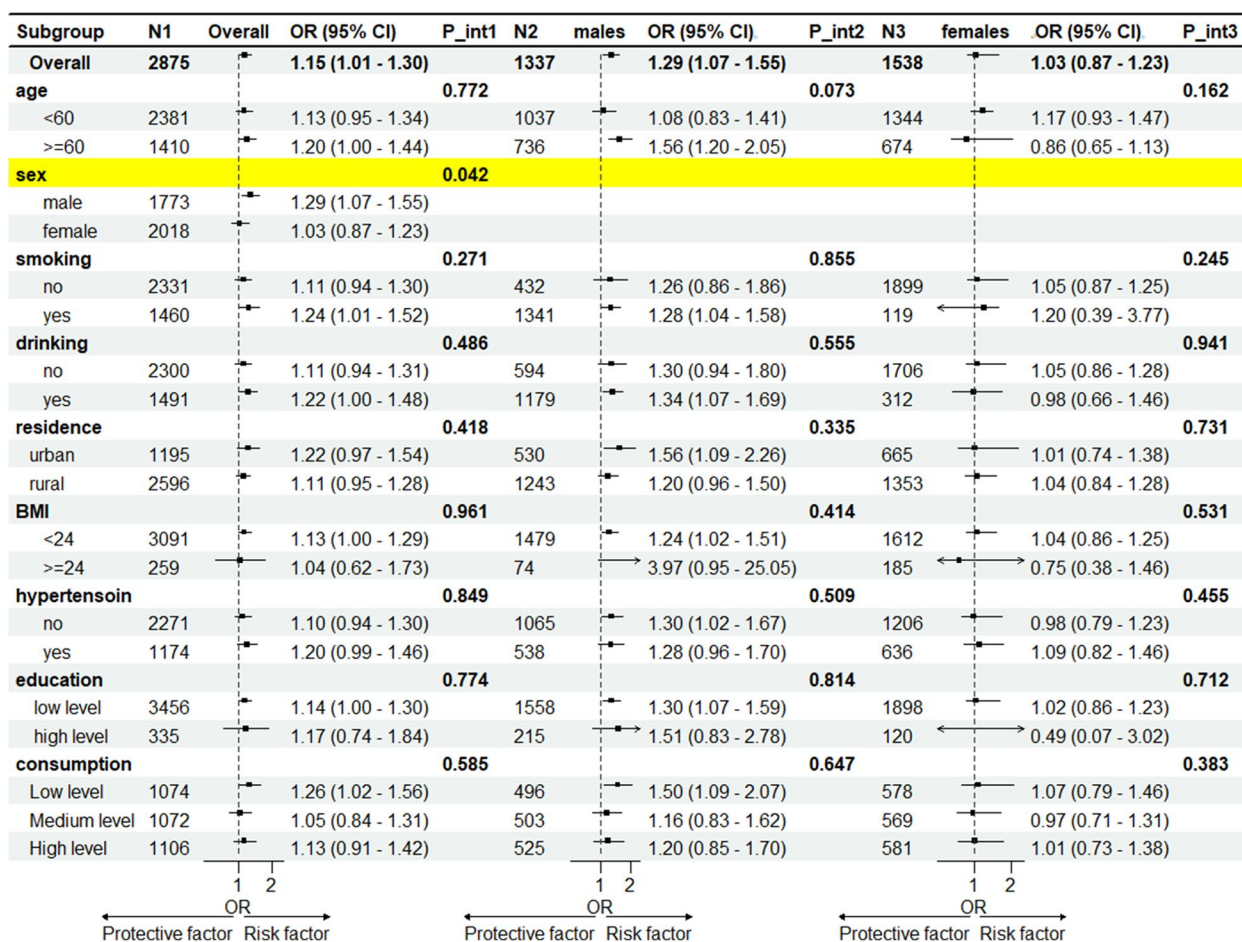 Subgroup N1 Overall OR (95% CI) P_int1 N2 males OR (95% CI) P_int2 N3 females OR (95% CI) P_int3
Overall 2875 1.15 (1.01 - 1.30) 1337 1.29 (1.07 - 1.55) 1538 1.03 (0.87 - 1.23)
age 0.772 0.073 0.162
<60 2381 1.13 (0.95 - 1.34) 1037 1.08 (0.83 - 1.41) 1344 1.17 (0.93 - 1.47)
>=60 1410 1.20 (1.00 - 1.44) 736 1.56 (1.20 - 2.05) 674 0.86 (0.65 - 1.13)
sex 0.042
male 1773 1.29 (1.07 - 1.55)
female 2018 1.03 (0.87 - 1.23)
smoking 0.271 0.855 0.245
no 2331 1.11 (0.94 - 1.30) 432 1.26 (0.86 - 1.86) 1899 1.05 (0.87 - 1.25)
yes 1460 1.24 (1.01 - 1.52) 1341 1.28 (1.04 - 1.58) 119 1.20 (0.39 - 3.77)
drinking 0.486 0.555 0.941
no 2300 1.11 (0.94 - 1.31) 594 1.30 (0.94 - 1.80) 1706 1.05 (0.86 - 1.28)
yes 1491 1.22 (1.00 - 1.48) 1179 1.34 (1.07 - 1.69) 312 0.98 (0.66 - 1.46)
residence 0.418 0.335 0.731
urban 1195 1.22 (0.97 - 1.54) 530 1.56 (1.09 - 2.26) 665 1.01 (0.74 - 1.38)
rural 2596 1.11 (0.95 - 1.28) 1243 1.20 (0.96 - 1.50) 1353 1.04 (0.84 - 1.28)
BMI 0.961 0.414 0.531
<24 3091 1.13 (1.00 - 1.29) 1479 1.24 (1.02 - 1.51) 1612 1.04 (0.86 - 1.25)
>=24 259 1.04 (0.62 - 1.73) 74 3.97 (0.95 - 25.05) 185 0.75 (0.38 - 1.46)
hypertensoin 0.849 0.509 0.455
no 2271 1.10 (0.94 - 1.30) 1065 1.30 (1.02 - 1.67) 1206 0.98 (0.79 - 1.23)
yes 1174 1.20 (0.99 - 1.46) 538 1.28 (0.96 - 1.70) 636 1.09 (0.82 - 1.46)
education 0.774 0.814 0.712
low level 3456 1.14 (1.00 - 1.30) 1558 1.30 (1.07 - 1.59) 1898 1.02 (0.86 - 1.23)
high level 335 1.17 (0.74 - 1.84) 215 1.51 (0.83 - 2.78) 120 0.49 (0.07 - 3.02)
consumption 0.585 0.647 0.383
Low level 1074 1.26 (1.02 - 1.56) 496 1.50 (1.09 - 2.07) 578 1.07 (0.79 - 1.46)
Medium level 1072 1.05 (0.84 - 1.31) 503 1.16 (0.83 - 1.62) 569 0.97 (0.71 - 1.31)
High level 1106 1.13 (0.91 - 1.42) 525 1.20 (0.85 - 1.70) 581 1.01 (0.73 - 1.38)
1 2 1 2 1 2
OR OR OR
Protective factor Risk factor Protective factor Risk factor Protective factor Risk factor